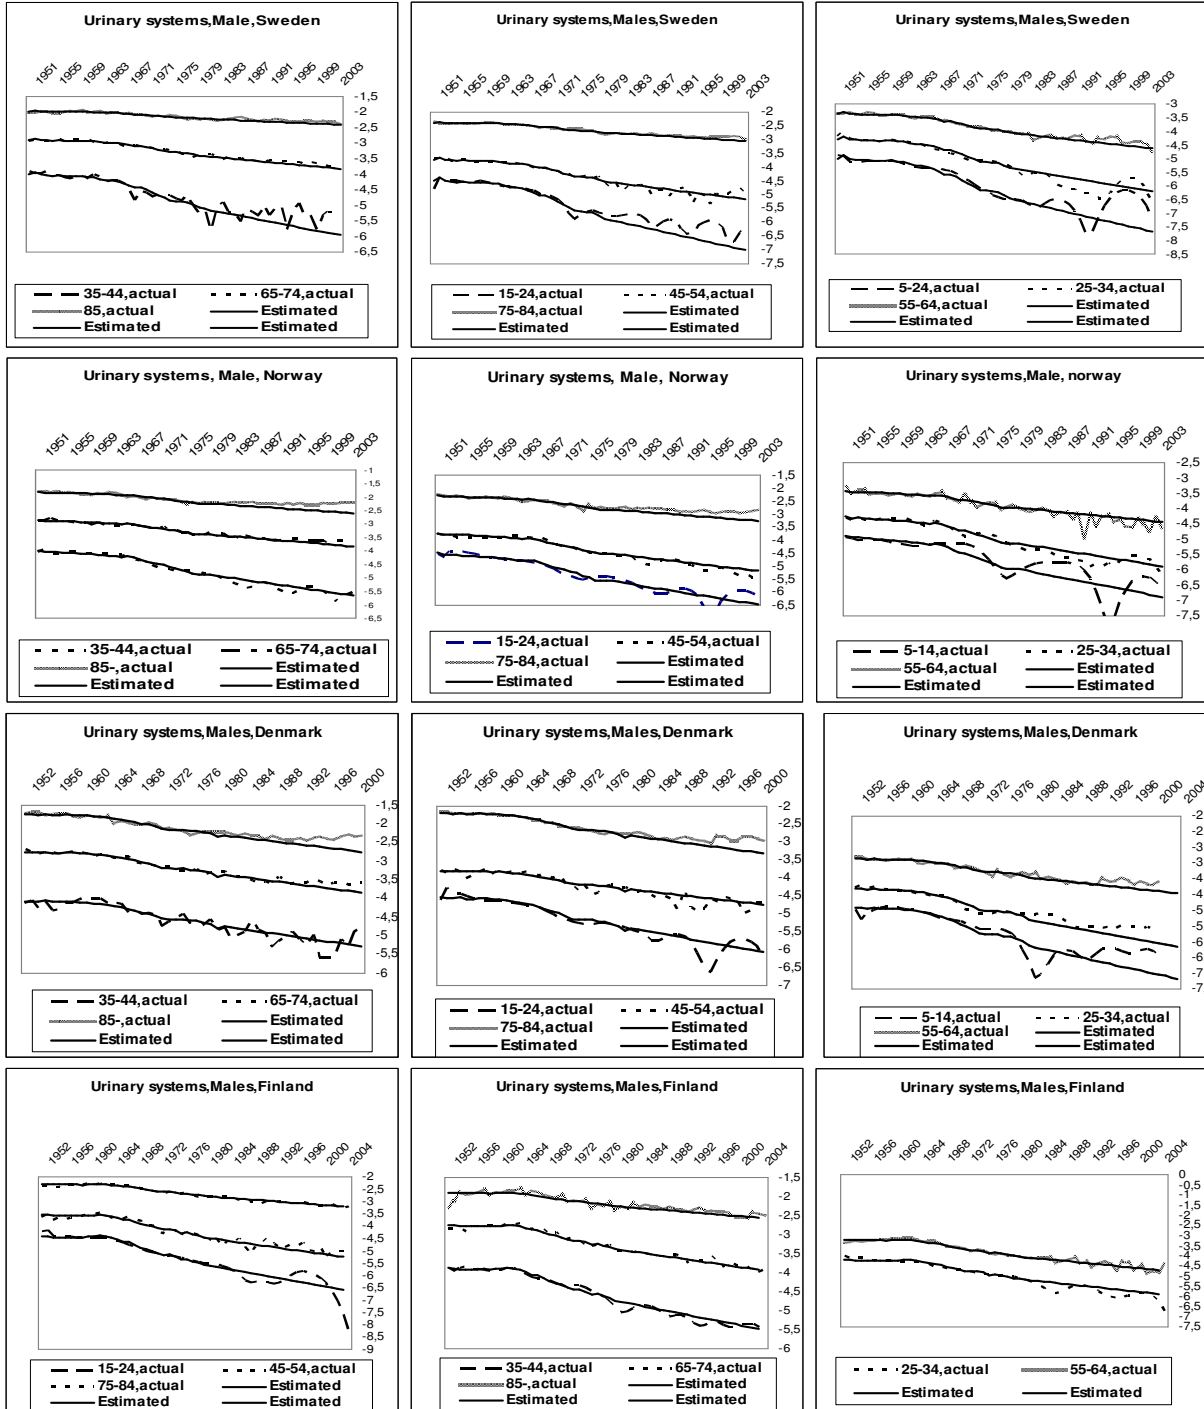 Urinary systems,Male,Sweden
1951 1955 1959 1963 1967 1971 1975 1979 1983 1987 1991 1995 1999 2003
-1,5
-2
-2,5
-3
-3,5
-4
-4,5
-5
-5,5
-6
-6,5
35-44,actual 65-74,actual
85,actual Estimated
Estimated Estimated
Urinary systems,Males,Sweden
1951 1955 1959 1963 1967 1971 1975 1979 1983 1987 1991 1995 1999 2003
-2
-2,5
-3
-3,5
-4
-4,5
-5
-5,5
-6
-6,5
-7
-7,5
15-24,actual 45-54,actual
75-84,actual Estimated
Estimated Estimated
Urinary systems,Males,Sweden
1951 1955 1959 1963 1967 1971 1975 1979 1983 1987 1991 1995 1999 2003
-3
-3,5
-4
-4,5
-5
-5,5
-6
-6,5
-7
-7,5
-8
-8,5
5-24,actual 25-34,actual
55-64,actual Estimated
Estimated Estimated
Urinary systems, Male, Norway
1951 1955 1959 1963 1967 1971 1975 1979 1983 1987 1991 1995 1999 2003
-1
-1,5
-2
-2,5
-3
-3,5
-4
-4,5
-5
-5,5
-6
-6,5
35-44,actual 65-74,actual
85-,actual Estimated
Estimated Estimated
Urinary systems, Male, Norway
1951 1955 1959 1963 1967 1971 1975 1979 1983 1987 1991 1995 1999 2003
-1,5
-2
-2,5
-3
-3,5
-4
-4,5
-5
-5,5
-6
-6,5
15-24,actual 45-54,actual
75-84,actual Estimated
Estimated Estimated
Urinary systems,Male, norway
1951 1955 1959 1963 1967 1971 1975 1979 1983 1987 1991 1995 1999 2003
-2,5
-3
-3,5
-4
-4,5
-5
-5,5
-6
-6,5
-7
-7,5
5-14,actual 25-34,actual
55-64,actual Estimated
Estimated Estimated
Urinary systems,Males,Denmark
1952 1956 1960 1964 1968 1972 1976 1980 1984 1988 1992 1996 2000
-1,5
-2
-2,5
-3
-3,5
-4
-4,5
-5
-5,5
-6
35-44,actual 65-74,actual
85-,actual Estimated
Estimated Estimated
Urinary systems,Males,Denmark
1952 1956 1960 1964 1968 1972 1976 1980 1984 1988 1992 1996 2000
-2
-2,5
-3
-3,5
-4
-4,5
-5
-5,5
-6
-6,5
-7
15-24,actual 45-54,actual
75-84,actual Estimated
Estimated Estimated
Urinary systems,Males,Denmark
1952 1956 1960 1964 1968 1972 1976 1980 1984 1988 1992 1996 2000 2004
-2
-2
-3
-3
-4
-4
-5
-5
-6
-6
-7
-7
5-14,actual 25-34,actual
55-64,actual Estimated
Estimated Estimated
Urinary systems,Males,Finland
1952 1956 1960 1964 1968 1972 1976 1980 1984 1988 1992 1996 2000 2004
-2
-2,5
-3
-3,5
-4
-4,5
-5
-5,5
-6
-6,5
-7
-7,5
-8
-8,5
-9
15-24,actual 45-54,actual
75-84,actual Estimated
Estimated Estimated
Urinary systems,Males,Finland
1952 1956 1960 1964 1968 1972 1976 1980 1984 1988 1992 1996 2000 2004
-1,5
-2
-2,5
-3
-3,5
-4
-4,5
-5
-5,5
-6
35-44,actual 65-74,actual
85-,actual Estimated
Estimated Estimated
Urinary systems,Males,Finland
1952 1956 1960 1964 1968 1972 1976 1980 1984 1988 1992 1996 2000 2004
0
-0,5
-1
-1,5
-2
-2,5
-3
-3,5
-4
-4,5
-5
-5,5
-6
-6,5
-7
-7,5
25-34,actual 55-64,actual
Estimated Estimated